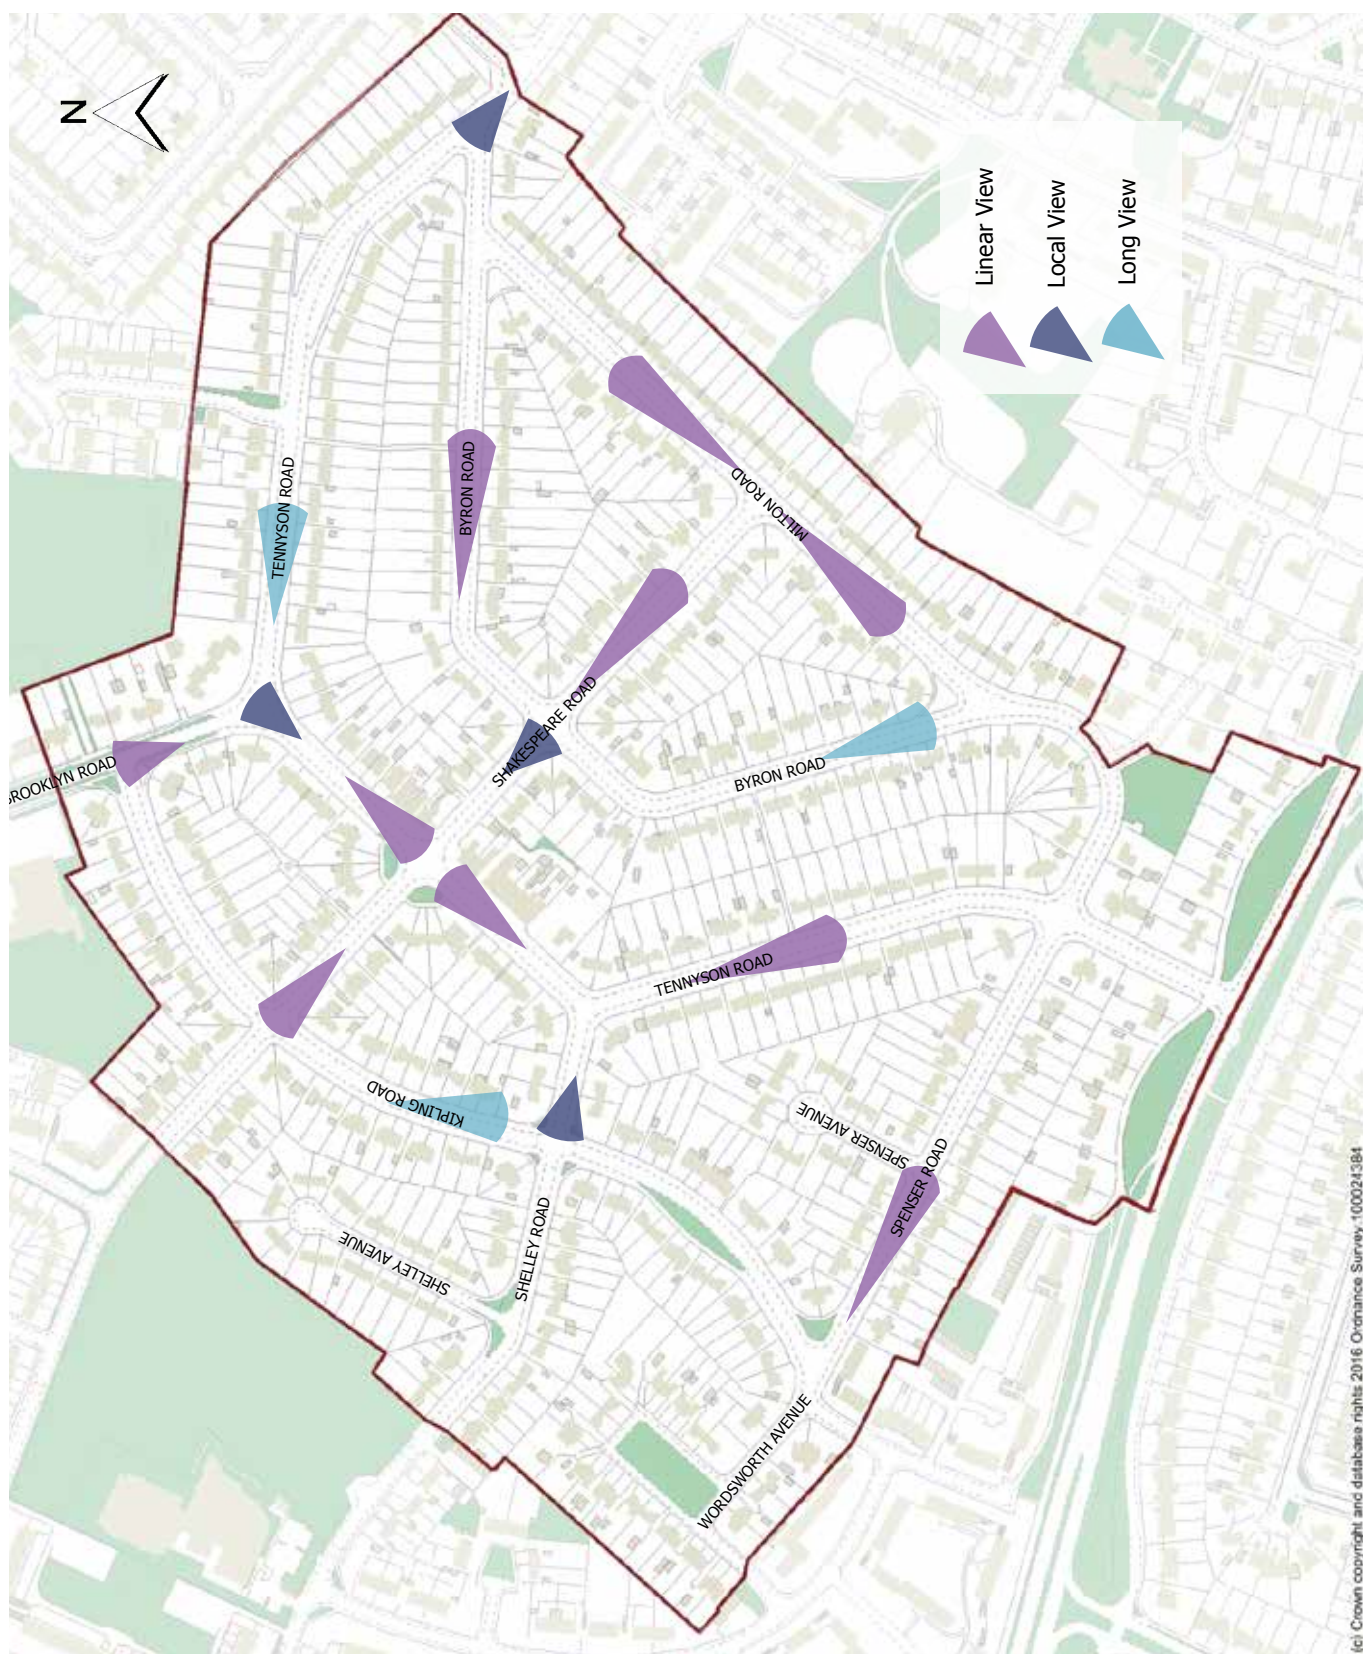 N
Linear View
Local View
Long View
TENNYSON ROAD
BYRON ROAD
MILTON ROAD
SHAKESPEARE ROAD
BROOKLYN ROAD
BYRON ROAD
TENNYSON ROAD
KIPLING ROAD
SPENSER AVENUE
SPENSER ROAD
SHELLEY AVENUE
SHELLEY ROAD
WORDSWORTH AVENUE
(c) Crown copyright and database rights 2016 Ordnance Survey 100024384